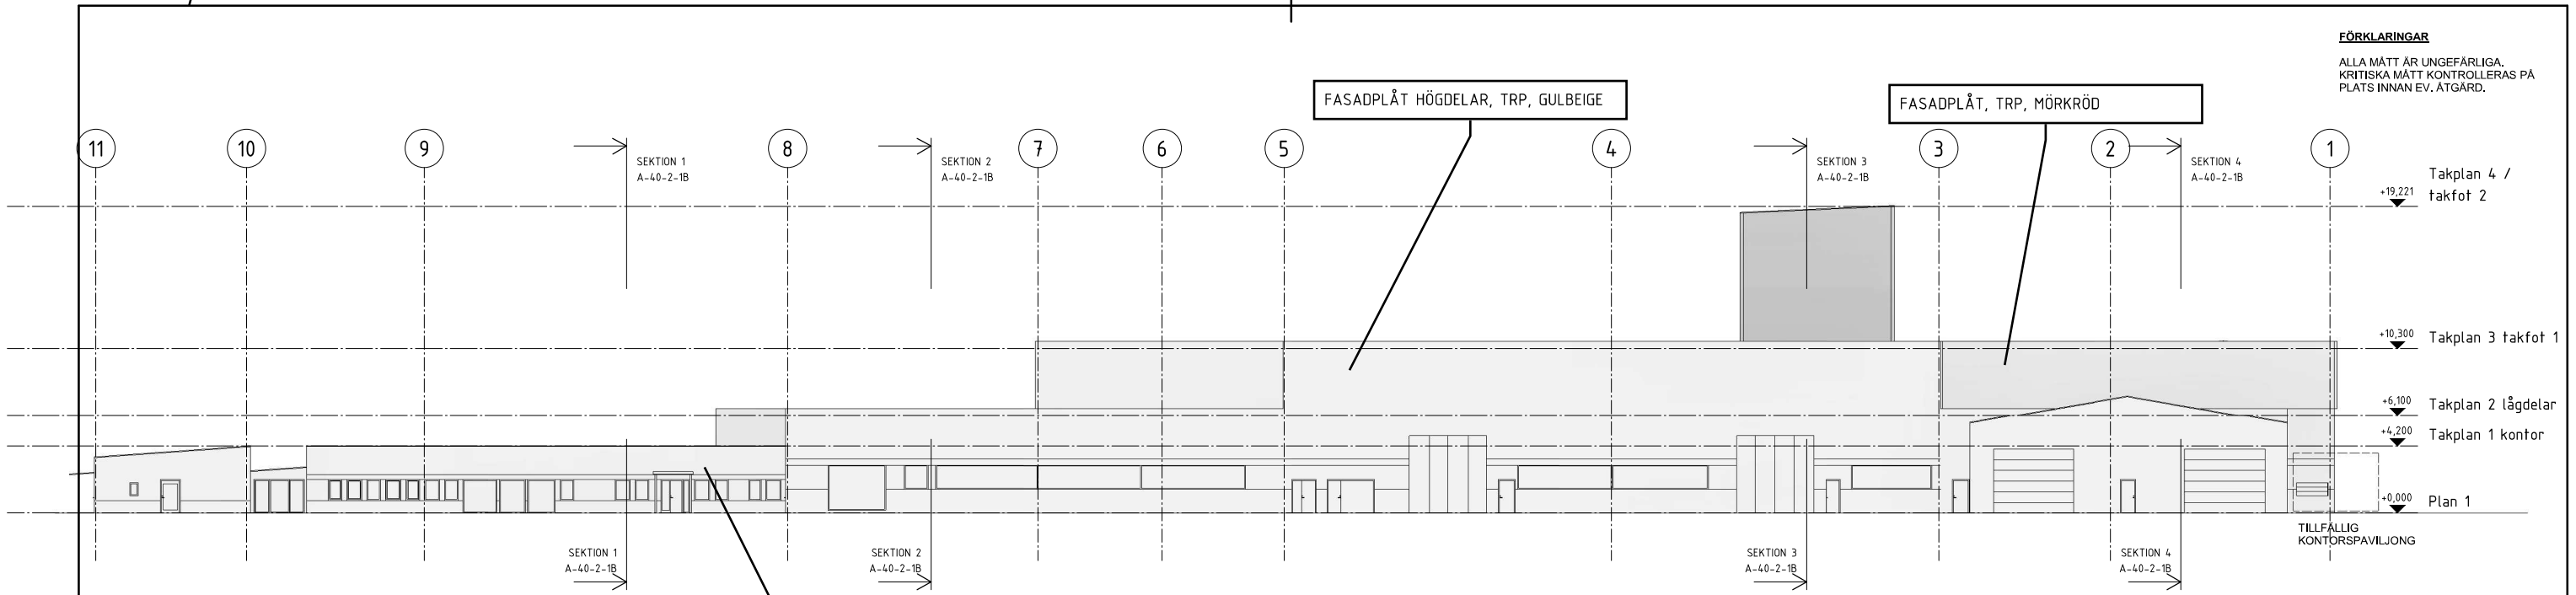 FÖRKLARINGAR
ALLA MÅTT ÄR UNGEFÄRLIGA.
KRITISKA MÅTT KONTROLLERAS PÅ
PLATS INNAN EV. ÅTGÄRD.
FASADPLÅT HÖGDELAR, TRP, GULBEIGE
FASADPLÅT, TRP, MÖRKRÖD
11
10
9
SEKTION 1
A-40-2-1B
8
SEKTION 2
A-40-2-1B
7
6
5
4
SEKTION 3
A-40-2-1B
3
2
SEKTION 4
A-40-2-1B
1
+19,221
Takplan 4 /
takfot 2
+10,300
Takplan 3 takfot 1
+6,100
Takplan 2 lågdelar
+4,200
Takplan 1 kontor
+0,000
Plan 1
TILLFÄLLIG
KONTORSPAVILJONG
SEKTION 1
A-40-2-1B
SEKTION 2
A-40-2-1B
SEKTION 3
A-40-2-1B
SEKTION 4
A-40-2-1B